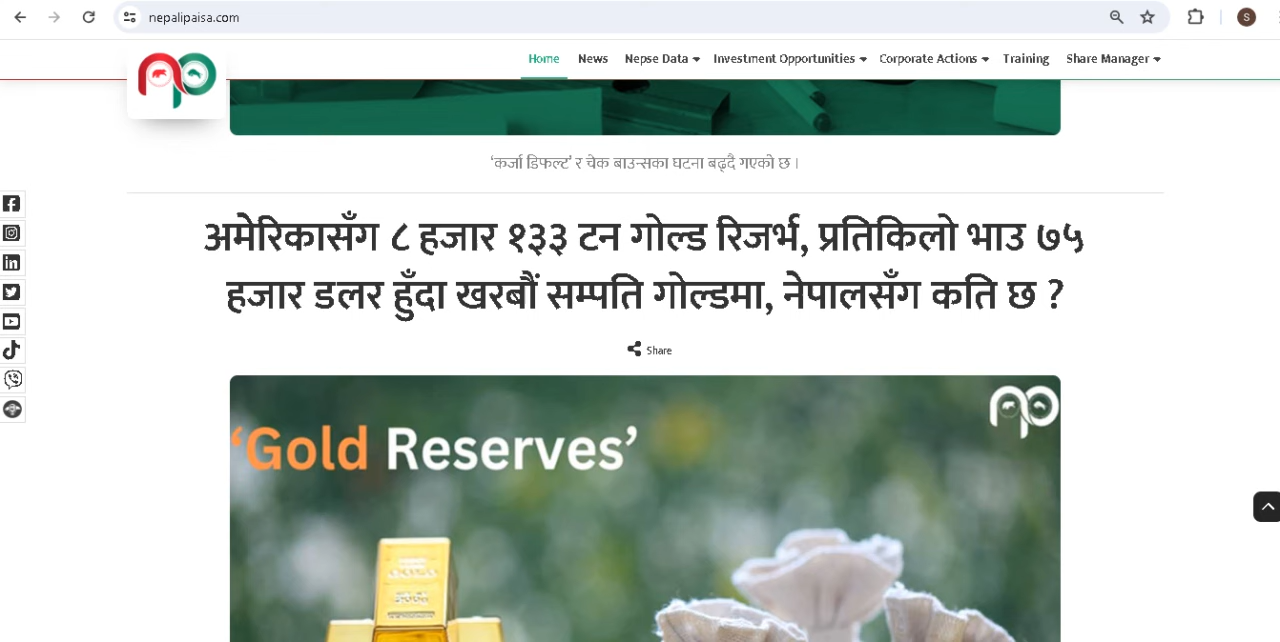 nepalipaisa.com
S
Home News Nepse Data Investment Opportunities Corporate Actions Training Share Manager
'कर्जा डिफल्ट' र चेक बाउन्सका घटना बढ्दै गएको छ ।
अमेरिकासँग ८ हजार १३३ टन गोल्ड रिजर्भ, प्रतिकिलो भाउ ७५
हजार डलर हुँदा खरबौं सम्पति गोल्डमा, नेपालसँग कति छ ?
Share
'Gold Reserves'